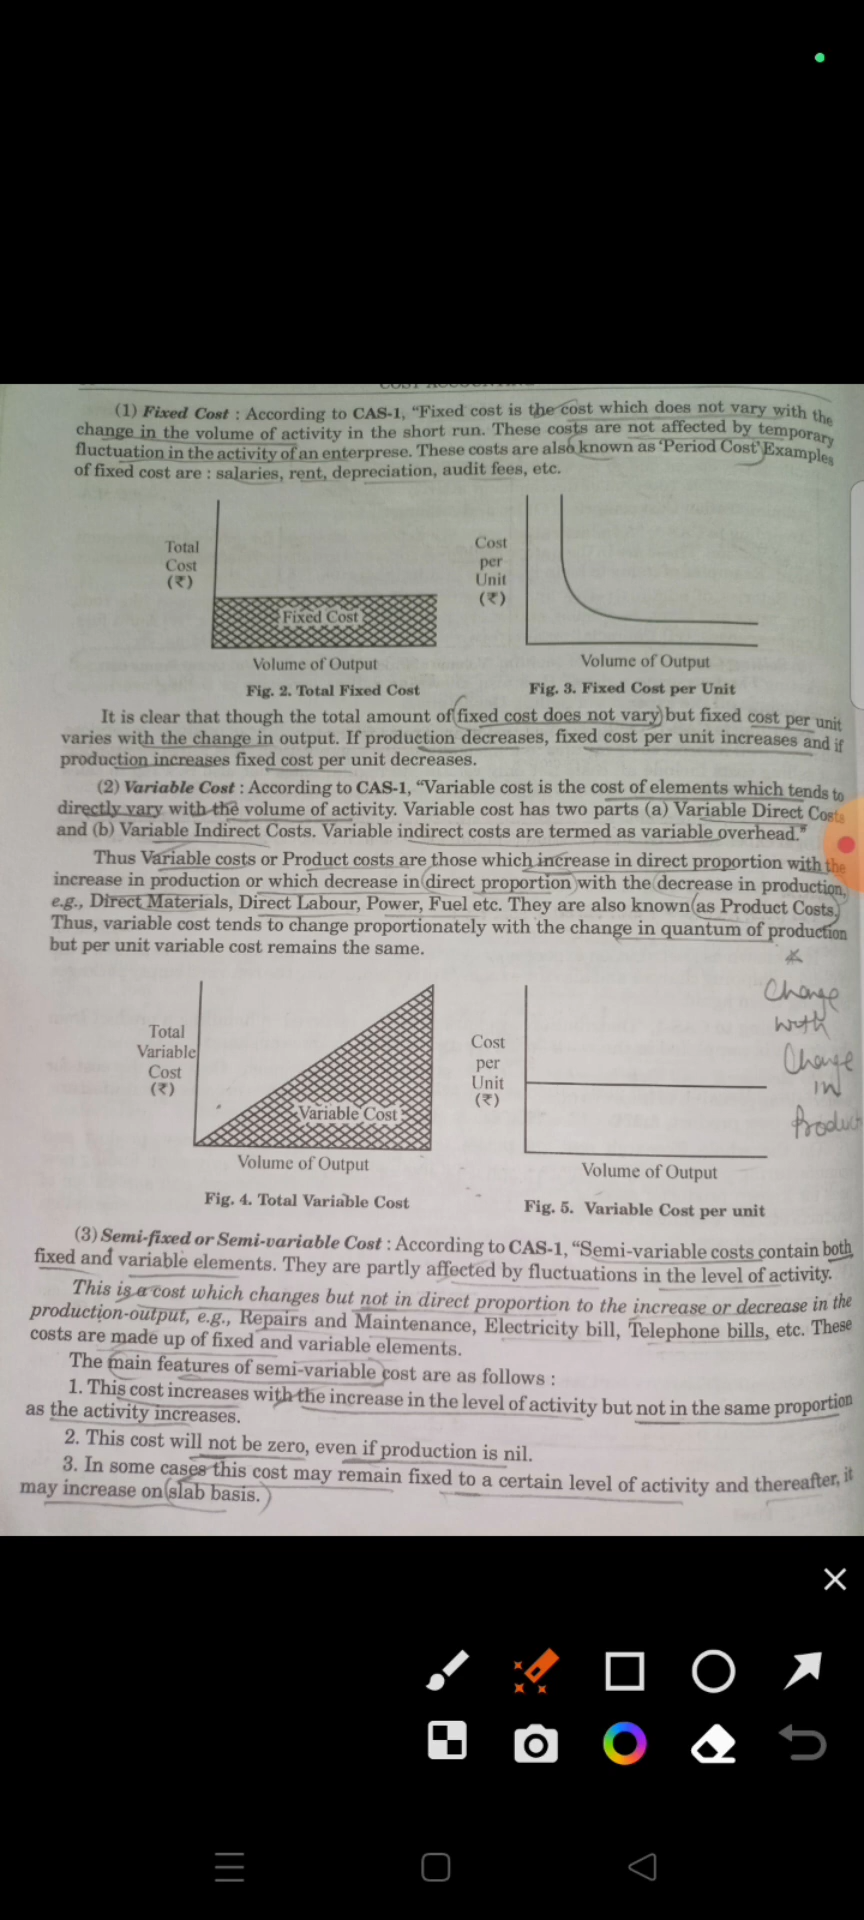 (1) Fixed Cost : According to CAS-1, "Fixed cost is the cost which does not vary with the
change in the volume of activity in the short run. These costs are not affected by temporary
fluctuation in the activity of an enterprese. These costs are also known as 'Period Cost' Examples
of fixed cost are : salaries, rent, depreciation, audit fees, etc.
Total
Cost
(₹)
Fixed Cost
Volume of Output
Fig. 2. Total Fixed Cost
Cost
per
Unit
(₹)
Volume of Output
Fig. 3. Fixed Cost per Unit
It is clear that though the total amount of fixed cost does not vary but fixed cost per unit
varies with the change in output. If production decreases, fixed cost per unit increases and if
production increases fixed cost per unit decreases.
(2) Variable Cost : According to CAS-1, "Variable cost is the cost of elements which tends to
directly vary with the volume of activity. Variable cost has two parts (a) Variable Direct Costs
and (b) Variable Indirect Costs. Variable indirect costs are termed as variable overhead."
Thus Variable costs or Product costs are those which increase in direct proportion with the
increase in production or which decrease in direct proportion with the decrease in production,
e.g., Direct Materials, Direct Labour, Power, Fuel etc. They are also known as Product Costs.
Thus, variable cost tends to change proportionately with the change in quantum of production
but per unit variable cost remains the same.
Change
with
Change
in
Produc
Total
Variable
Cost
(₹)
Variable Cost
Volume of Output
Fig. 4. Total Variable Cost
Cost
per
Unit
(₹)
Volume of Output
Fig. 5. Variable Cost per unit
(3) Semi-fixed or Semi-variable Cost : According to CAS-1, "Semi-variable costs contain both
fixed and variable elements. They are partly affected by fluctuations in the level of activity.
This is a cost which changes but not in direct proportion to the increase or decrease in the
production-output, e.g., Repairs and Maintenance, Electricity bill, Telephone bills, etc. These
costs are made up of fixed and variable elements.
The main features of semi-variable cost are as follows :
1. This cost increases with the increase in the level of activity but not in the same proportion
as the activity increases.
2. This cost will not be zero, even if production is nil.
3. In some cases this cost may remain fixed to a certain level of activity and thereafter, it
may increase on slab basis.